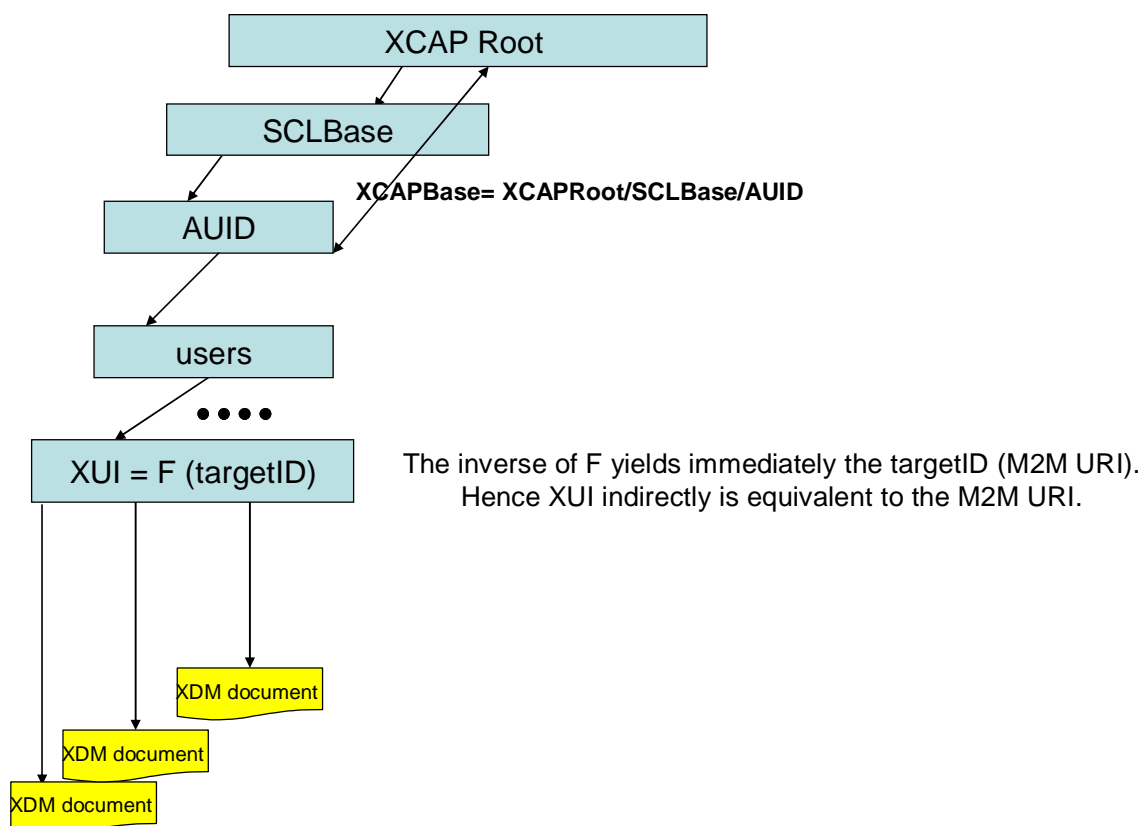 XCAP Root
SCLBase
XCAPBase= XCAPRoot/SCLBase/AUID
AUID
users
XUI = F (targetID)
The inverse of F yields immediately the targetID (M2M URI).
Hence XUI indirectly is equivalent to the M2M URI.
XDM document
XDM document
XDM document